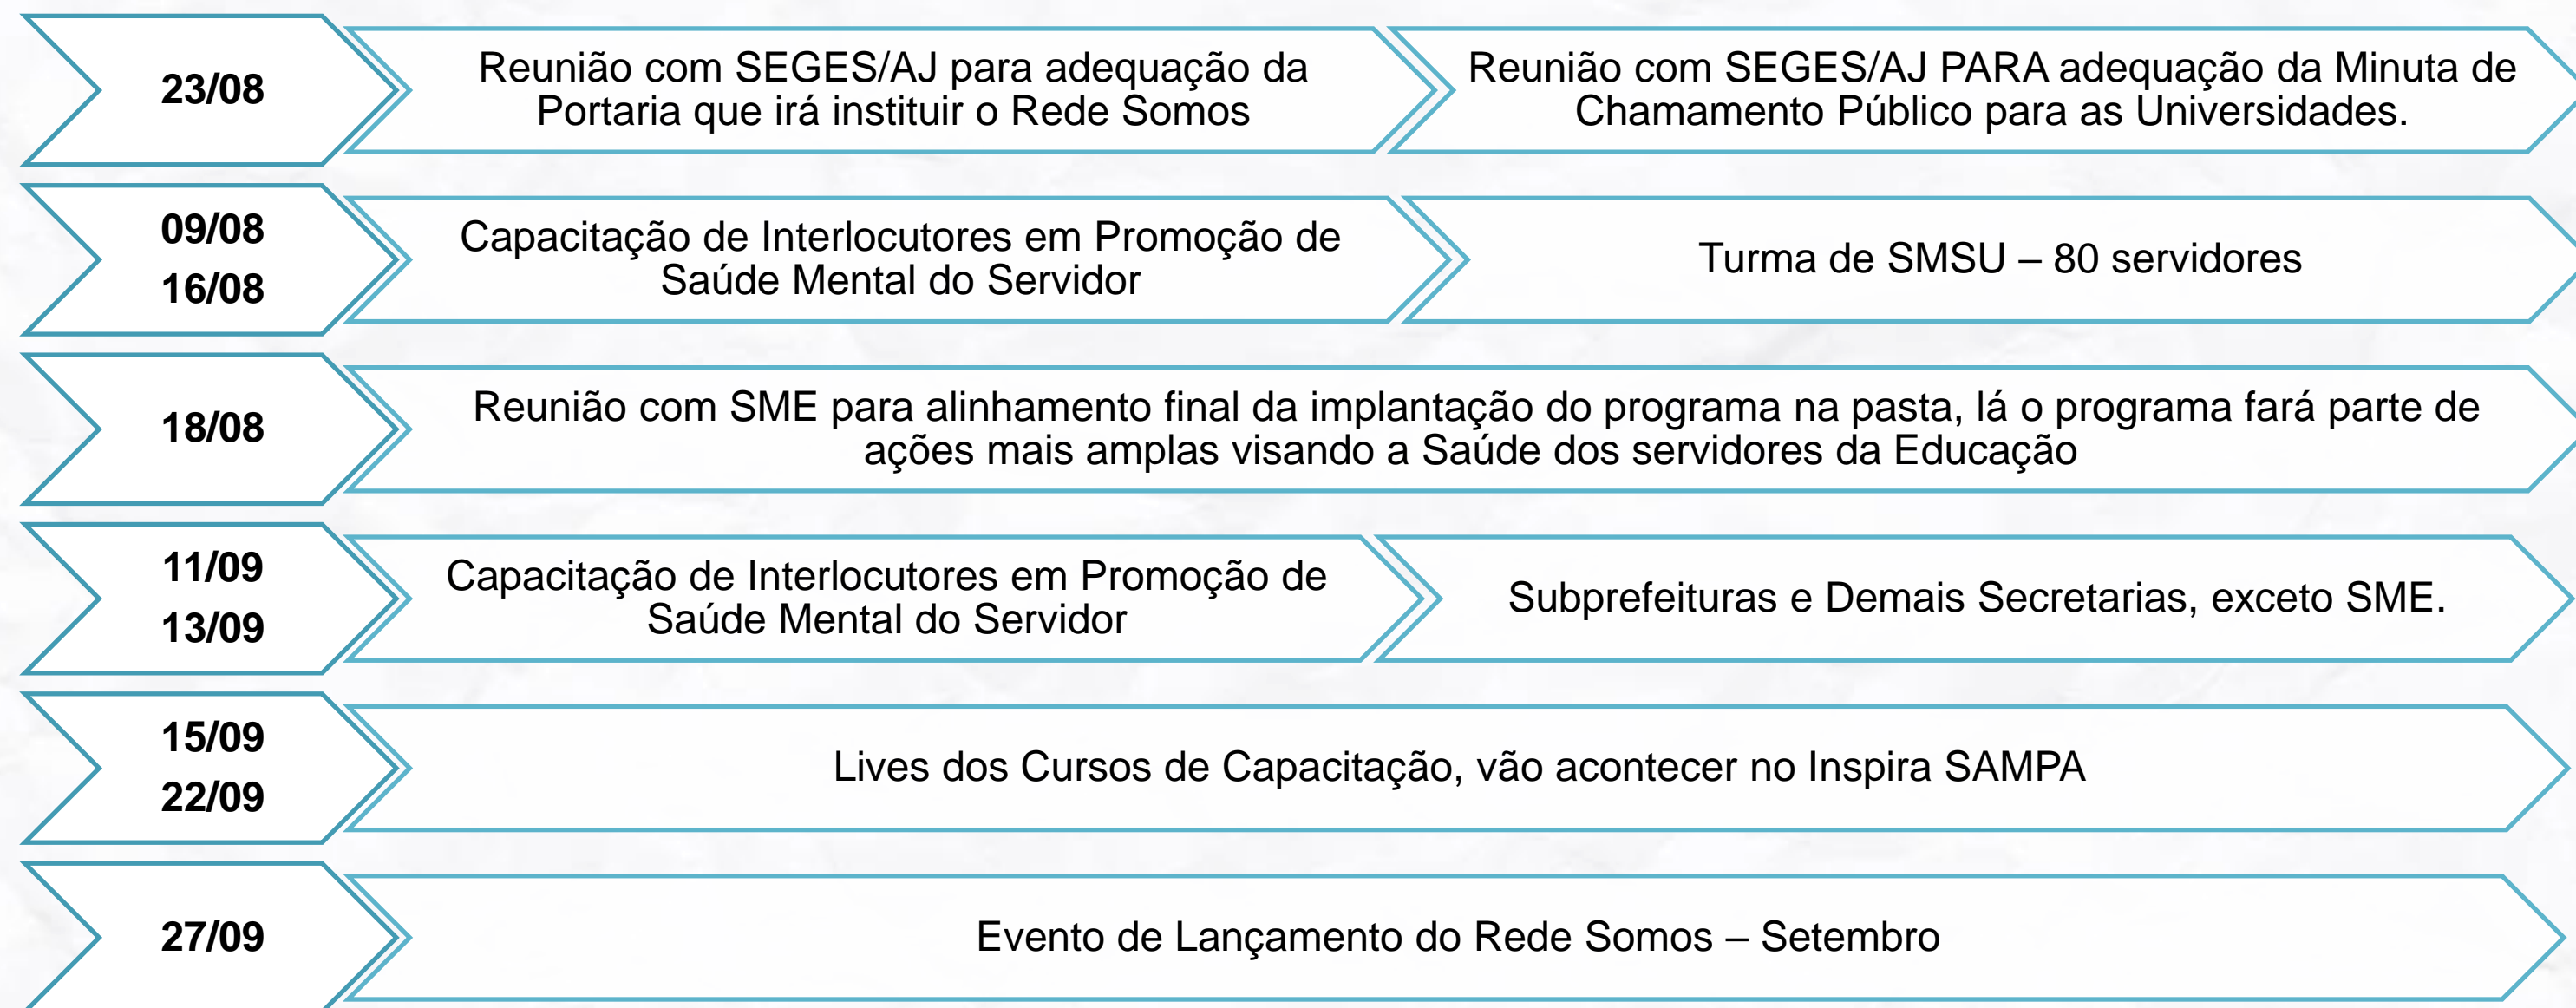 23/08
Reunião com SEGES/AJ para adequação da
Portaria que irá instituir o Rede Somos
Reunião com SEGES/AJ PARA adequação da Minuta de
Chamamento Público para as Universidades.
09/08
16/08
Capacitação de Interlocutores em Promoção de
Saúde Mental do Servidor
Turma de SMSU – 80 servidores
18/08
Reunião com SME para alinhamento final da implantação do programa na pasta, lá o programa fará parte de
ações mais amplas visando a Saúde dos servidores da Educação
11/09
13/09
Capacitação de Interlocutores em Promoção de
Saúde Mental do Servidor
Subprefeituras e Demais Secretarias, exceto SME.
15/09
22/09
Lives dos Cursos de Capacitação, vão acontecer no Inspira SAMPA
27/09
Evento de Lançamento do Rede Somos – Setembro